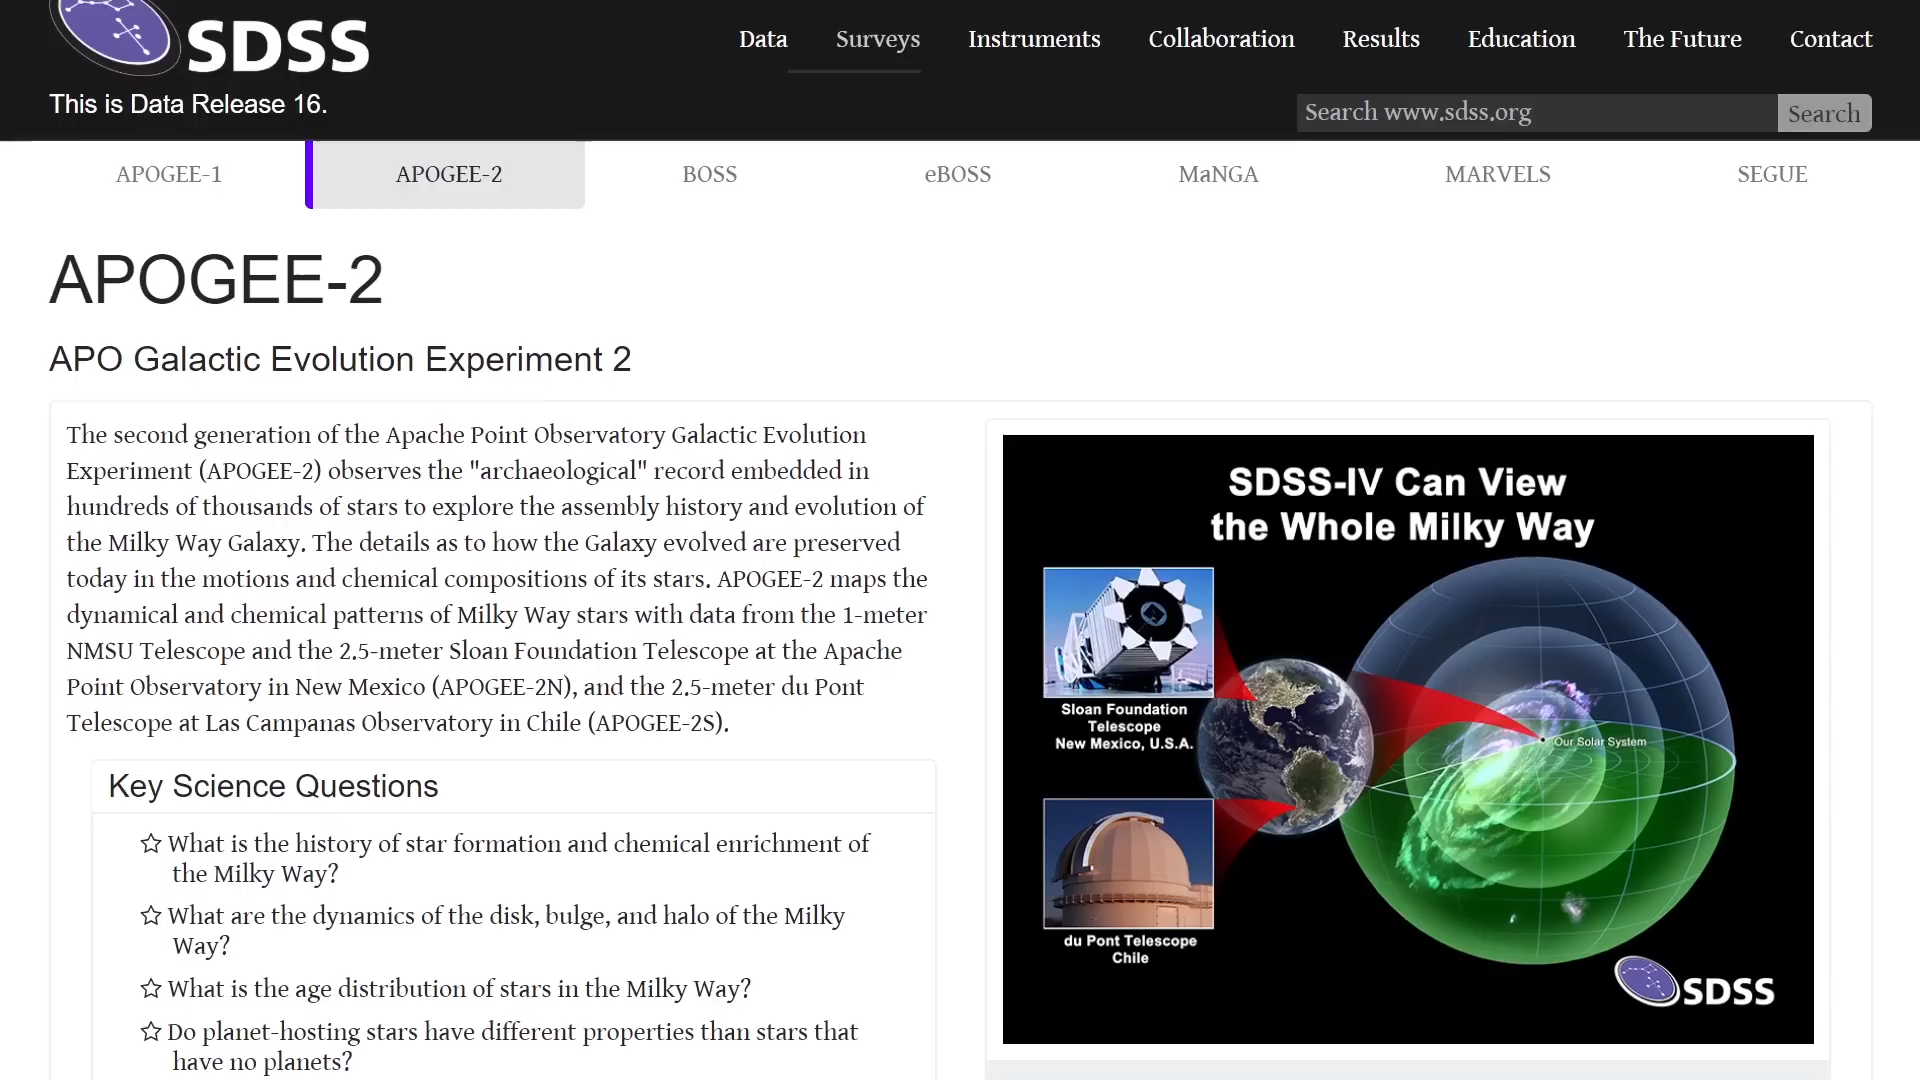 SDSS
This is Data Release 16.
Data Surveys Instruments Collaboration Results Education The Future Contact
Search www.sdss.org Search
APOGEE-1 APOGEE-2 BOSS eBOSS MaNGA MARVELS SEGUE
APOGEE-2
APO Galactic Evolution Experiment 2
The second generation of the Apache Point Observatory Galactic Evolution
Experiment (APOGEE-2) observes the "archaeological" record embedded in
hundreds of thousands of stars to explore the assembly history and evolution of
the Milky Way Galaxy. The details as to how the Galaxy evolved are preserved
today in the motions and chemical compositions of its stars. APOGEE-2 maps the
dynamical and chemical patterns of Milky Way stars with data from the 1-meter
NMSU Telescope and the 2.5-meter Sloan Foundation Telescope at the Apache
Point Observatory in New Mexico (APOGEE-2N), and the 2.5-meter du Pont
Telescope at Las Campanas Observatory in Chile (APOGEE-2S).
Key Science Questions
What is the history of star formation and chemical enrichment of
the Milky Way?
What are the dynamics of the disk, bulge, and halo of the Milky
Way?
What is the age distribution of stars in the Milky Way?
Do planet-hosting stars have different properties than stars that
have no planets?
SDSS-IV Can View
the Whole Milky Way
Sloan Foundation
Telescope
New Mexico, U.S.A.
Our Solar System
du Pont Telescope
Chile
SDSS